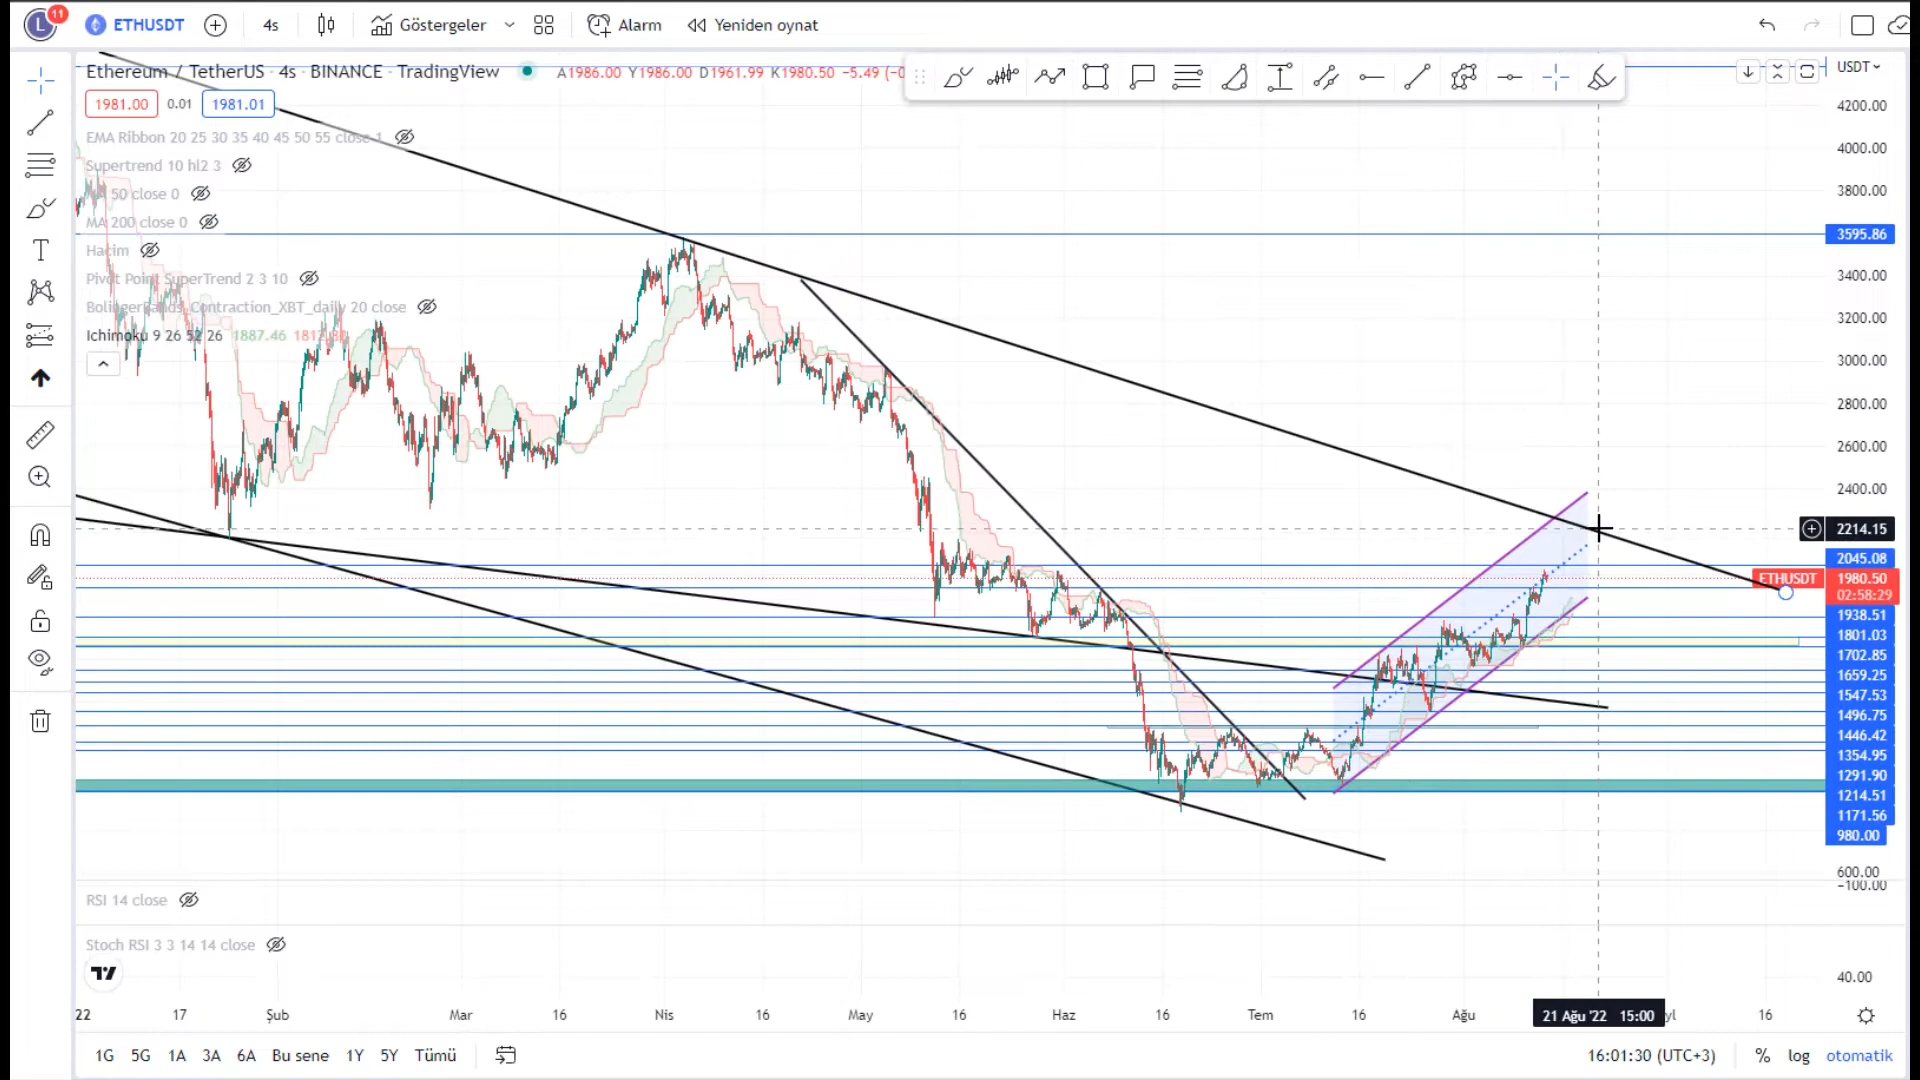 L 11 ETHUSDT 4s Göstergeler Alarm Yeniden oynat
Ethereum / TetherUS · 4s · BINANCE · TradingView A1986.00 Y1986.00 D1961.99 K1980.50 −5.49 (−0
USDT
1981.00 0.01 1981.01
EMA Ribbon 20 25 30 35 40 45 50 55 close 1
Supertrend 10 hl2 3
MA 50 close 0
MA 200 close 0
Hacim
Pivot Point SuperTrend 2 3 10
BolingerBands_Contraction_XBT_daily 20 close
Ichimoku 9 26 52 26 1887.46
4200.00
4000.00
3800.00
3595.86
3400.00
3200.00
3000.00
2800.00
2600.00
2400.00
2214.15
2045.08
ETHUSDT 1980.50
02:58:29
1938.51
1801.03
1702.85
1659.25
1547.53
1496.75
1446.42
1354.95
1291.90
1214.51
1171.56
980.00
600.00
−100.00
RSI 14 close
Stoch RSI 3 3 14 14 close
40.00
22 17 Şub Mar 16 Nis 16 May 16 Haz 16 Tem 16 Ağu 21 Ağu '22 15:00 yl 16
1G 5G 1A 3A 6A Bu sene 1Y 5Y Tümü 16:01:30 (UTC+3) % log otomatik